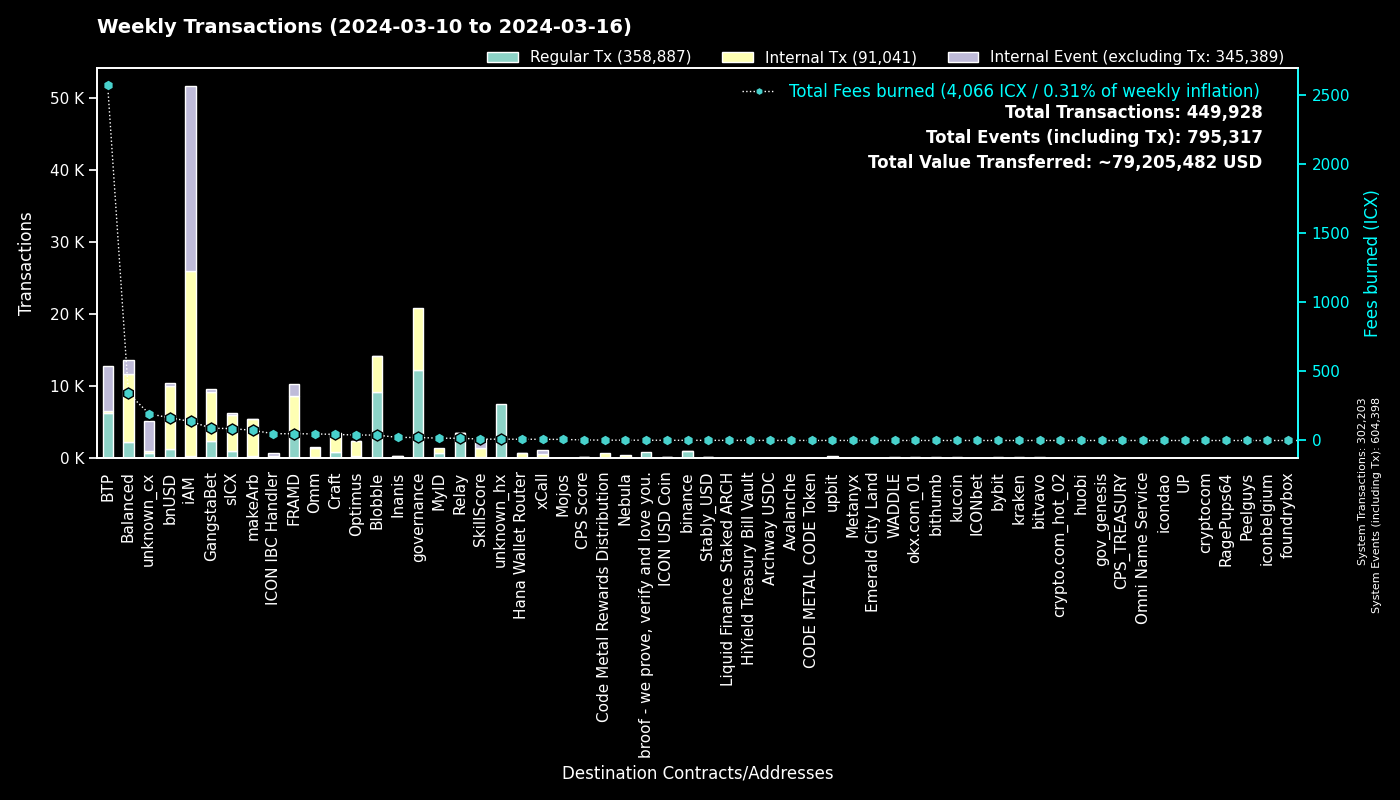 Weekly Transactions (2024-03-10 to 2024-03-16)
Regular Tx (358,887)
Internal Tx (91,041)
Internal Event (excluding Tx: 345,389)
Total Fees burned (4,066 ICX / 0.31% of weekly inflation)
Total Transactions: 449,928
Total Events (including Tx): 795,317
Total Value Transferred: ~79,205,482 USD
Transactions
50 K
40 K
30 K
20 K
10 K
0 K
2500
2000
1500
1000
500
0
Fees burned (ICX)
System Transactions: 302,203
System Events (including Tx): 604,398
BTP
Balanced
unknown_cx
bnUSD
iAM
GangstaBet
sICX
makeArb
ICON IBC Handler
FRAMD
Omm
Craft
Optimus
Blobble
Inanis
governance
MyID
Relay
SkillScore
unknown_hx
Hana Wallet Router
xCall
Mojos
CPS Score
Code Metal Rewards Distribution
Nebula
broof - we prove, verify and love you.
ICON USD Coin
binance
Stably_USD
Liquid Finance Staked ARCH
HiYield Treasury Bill Vault
Archway USDC
Avalanche
CODE METAL CODE Token
upbit
Metanyx
Emerald City Land
WADDLE
okx.com_01
bithumb
kucoin
ICONbet
bybit
kraken
bitvavo
crypto.com_hot_02
huobi
gov_genesis
CPS_TREASURY
Omni Name Service
icondao
UP
cryptocom
RagePups64
Peelguys
iconbelgium
foundrybox
Destination Contracts/Addresses